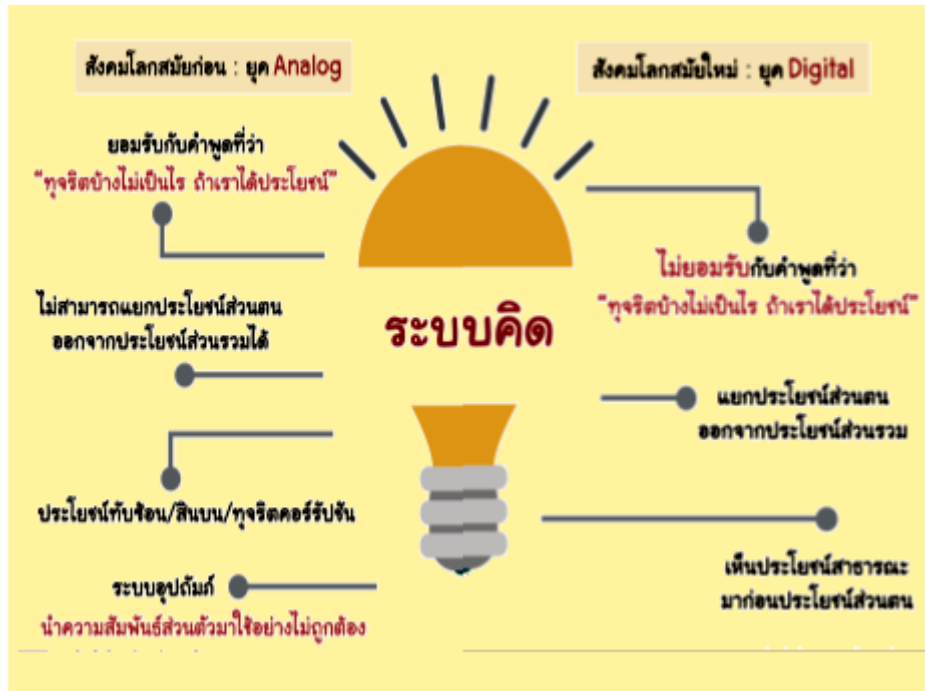 สังคมโลกสมัยก่อน : ยุค Analog
ยอมรับกับคำพูดที่ว่า
“ทุจริตบ้างไม่เป็นไร ถ้าเราได้ประโยชน์”
ไม่สามารถแยกประโยชน์ส่วนตน
ออกจากประโยชน์ส่วนรวมได้
ประโยชน์ทับซ้อน/สินบน/ทุจริตคอร์รัปชัน
ระบบอุปถัมภ์
นำความสัมพันธ์ส่วนตัวมาใช้อย่างไม่ถูกต้อง
ระบบคิด
สังคมโลกสมัยใหม่ : ยุค Digital
ไม่ยอมรับกับคำพูดที่ว่า
“ทุจริตบ้างไม่เป็นไร ถ้าเราได้ประโยชน์”
แยกประโยชน์ส่วนตน
ออกจากประโยชน์ส่วนรวม
เห็นประโยชน์สาธารณะ
มาก่อนประโยชน์ส่วนตน